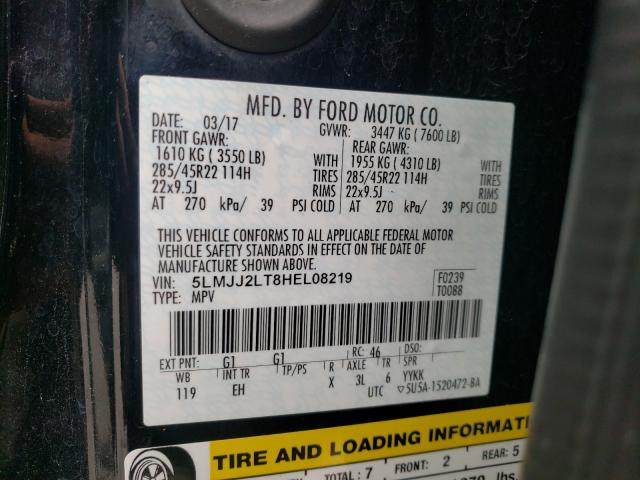 MFD. BY FORD MOTOR CO.
DATE: 03/17 GVWR: 3447 KG ( 7600 LB)
FRONT GAWR: REAR GAWR:
1610 KG ( 3550 LB) WITH 1955 KG ( 4310 LB) WITH
285/45R22 114H TIRES 285/45R22 114H TIRES
22x9.5J RIMS 22x9.5J RIMS
AT 270 kPa/ 39 PSI COLD AT 270 kPa/ 39 PSI COLD
THIS VEHICLE CONFORMS TO ALL APPLICABLE FEDERAL MOTOR
VEHICLE SAFETY STANDARDS IN EFFECT ON THE DATE OF
MANUFACTURE SHOWN ABOVE.
VIN: 5LMJJ2LT8HEL08219 F0239
TYPE: MPV T0088
EXT PNT: G1 G1 RC: 46 DSO:
WB INT TR TP/PS R AXLE TR SPR
119 EH X 3L 6 YYKK
UTC ▽5U5A-1520472-BA
TIRE AND LOADING INFORMATI
TOTAL: 7 FRONT: 2 REAR: 5
lbs.